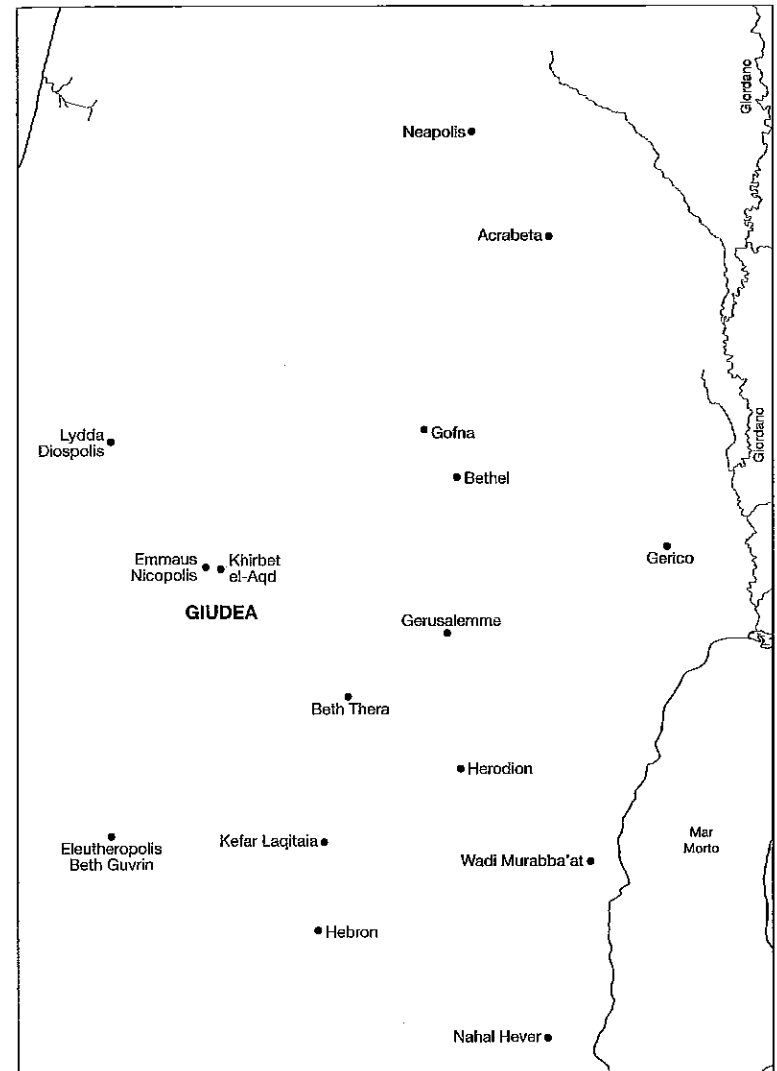 Giordano
Neapolis
Acrabeta
Giordano
Gofna
Lydda
Diospolis
Bethel
Gerico
Emmaus
Nicopolis
Khirbet
el-Aqd
GIUDEA
Gerusalemme
Beth Thera
Herodion
Mar
Morto
Kefar Laqitaia
Eleutheropolis
Beth Guvrin
Wadi Murabba'at
Hebron
Nahal Hever